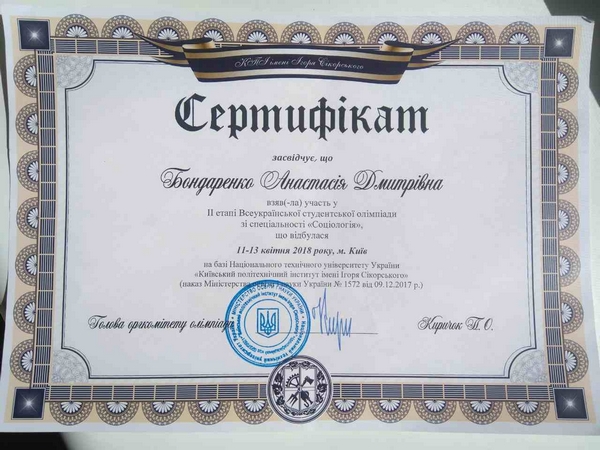 КПІ імені Ігоря Сікорського
Сертифікат
засвідчує, що
Бондаренко Анастасія Дмитрівна
взяв(-ла) участь у
ІІ етапі Всеукраїнської студентської олімпіади
зі спеціальності «Соціологія»,
що відбулася
11-13 квітня 2018 року, м. Київ
на базі Національного технічного університету України
«Київський політехнічний інститут імені Ігоря Сікорського»
(наказ Міністерства науки України № 1572 від 09.12.2017 р.)
Голова оргкомітету олімпіади
Киричок П. О.